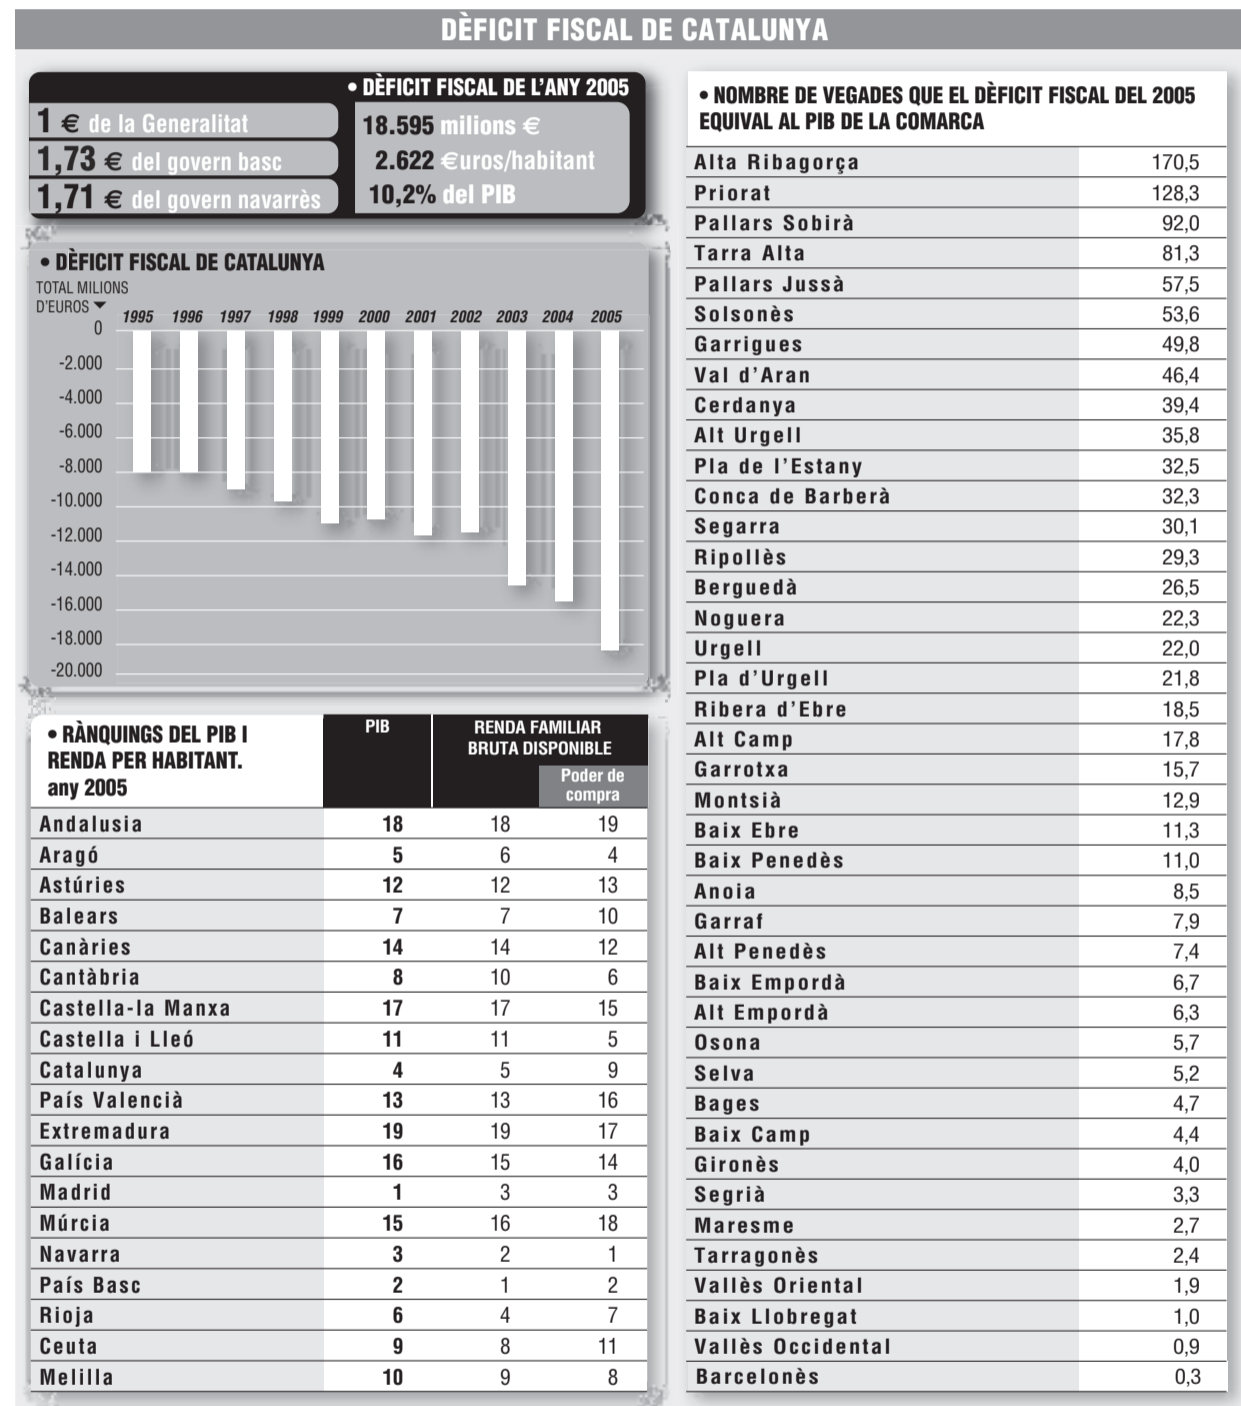 DÈFICIT FISCAL DE CATALUNYA
• DÈFICIT FISCAL DE L'ANY 2005
1 € de la Generalitat
1,73 € del govern basc
1,71 € del govern navarrès
18.595 milions €
2.622 €uros/habitant
10,2% del PIB
• DÈFICIT FISCAL DE CATALUNYA
TOTAL MILIONS
D'EUROS
1995 1996 1997 1998 1999 2000 2001 2002 2003 2004 2005
0
-2.000
-4.000
-6.000
-8.000
-10.000
-12.000
-14.000
-16.000
-18.000
-20.000
• RÀNQUINGS DEL PIB I
RENDA PER HABITANT.
any 2005
PIB
RENDA FAMILIAR
BRUTA DISPONIBLE
Poder de
compra
Andalusia 18 18 19
Aragó 5 6 4
Astúries 12 12 13
Balears 7 7 10
Canàries 14 14 12
Cantàbria 8 10 6
Castella-la Manxa 17 17 15
Castella i Lleó 11 11 5
Catalunya 4 5 9
País Valencià 13 13 16
Extremadura 19 19 17
Galícia 16 15 14
Madrid 1 3 3
Múrcia 15 16 18
Navarra 3 2 1
País Basc 2 1 2
Rioja 6 4 7
Ceuta 9 8 11
Melilla 10 9 8
• NOMBRE DE VEGADES QUE EL DÈFICIT FISCAL DEL 2005
EQUIVAL AL PIB DE LA COMARCA
Alta Ribagorça 170,5
Priorat 128,3
Pallars Sobirà 92,0
Tarra Alta 81,3
Pallars Jussà 57,5
Solsonès 53,6
Garrigues 49,8
Val d'Aran 46,4
Cerdanya 39,4
Alt Urgell 35,8
Pla de l'Estany 32,5
Conca de Barberà 32,3
Segarra 30,1
Ripollès 29,3
Berguedà 26,5
Noguera 22,3
Urgell 22,0
Pla d'Urgell 21,8
Ribera d'Ebre 18,5
Alt Camp 17,8
Garrotxa 15,7
Montsià 12,9
Baix Ebre 11,3
Baix Penedès 11,0
Anoia 8,5
Garraf 7,9
Alt Penedès 7,4
Baix Empordà 6,7
Alt Empordà 6,3
Osona 5,7
Selva 5,2
Bages 4,7
Baix Camp 4,4
Gironès 4,0
Segrià 3,3
Maresme 2,7
Tarragonès 2,4
Vallès Oriental 1,9
Baix Llobregat 1,0
Vallès Occidental 0,9
Barcelonès 0,3